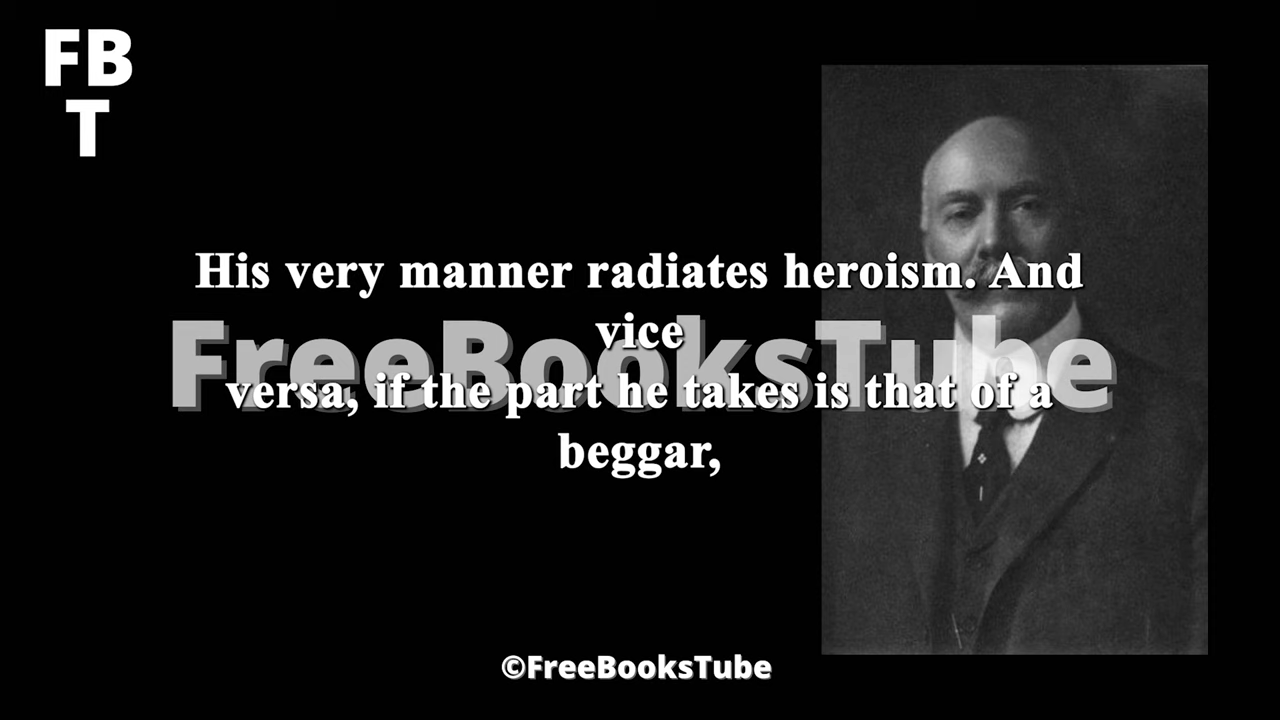 FB
T
His very manner radiates heroism. And
vice
FreeBooksTube
versa, if the part he takes is that of a
beggar,
©FreeBooksTube